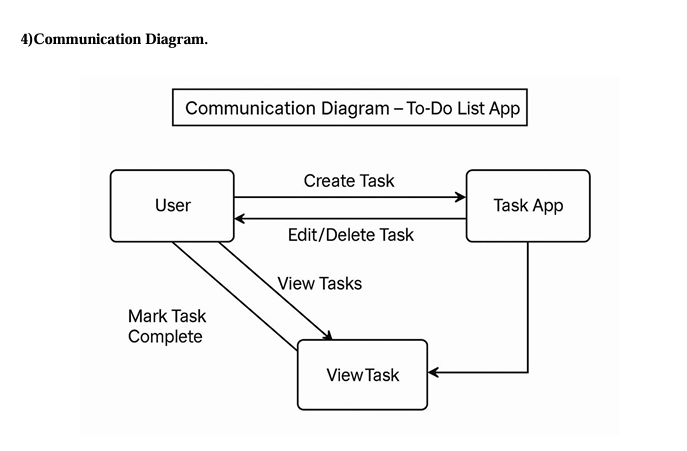 4)Communication Diagram.
Communication Diagram – To-Do List App
Create Task
User
Task App
Edit/Delete Task
View Tasks
Mark Task
Complete
ViewTask